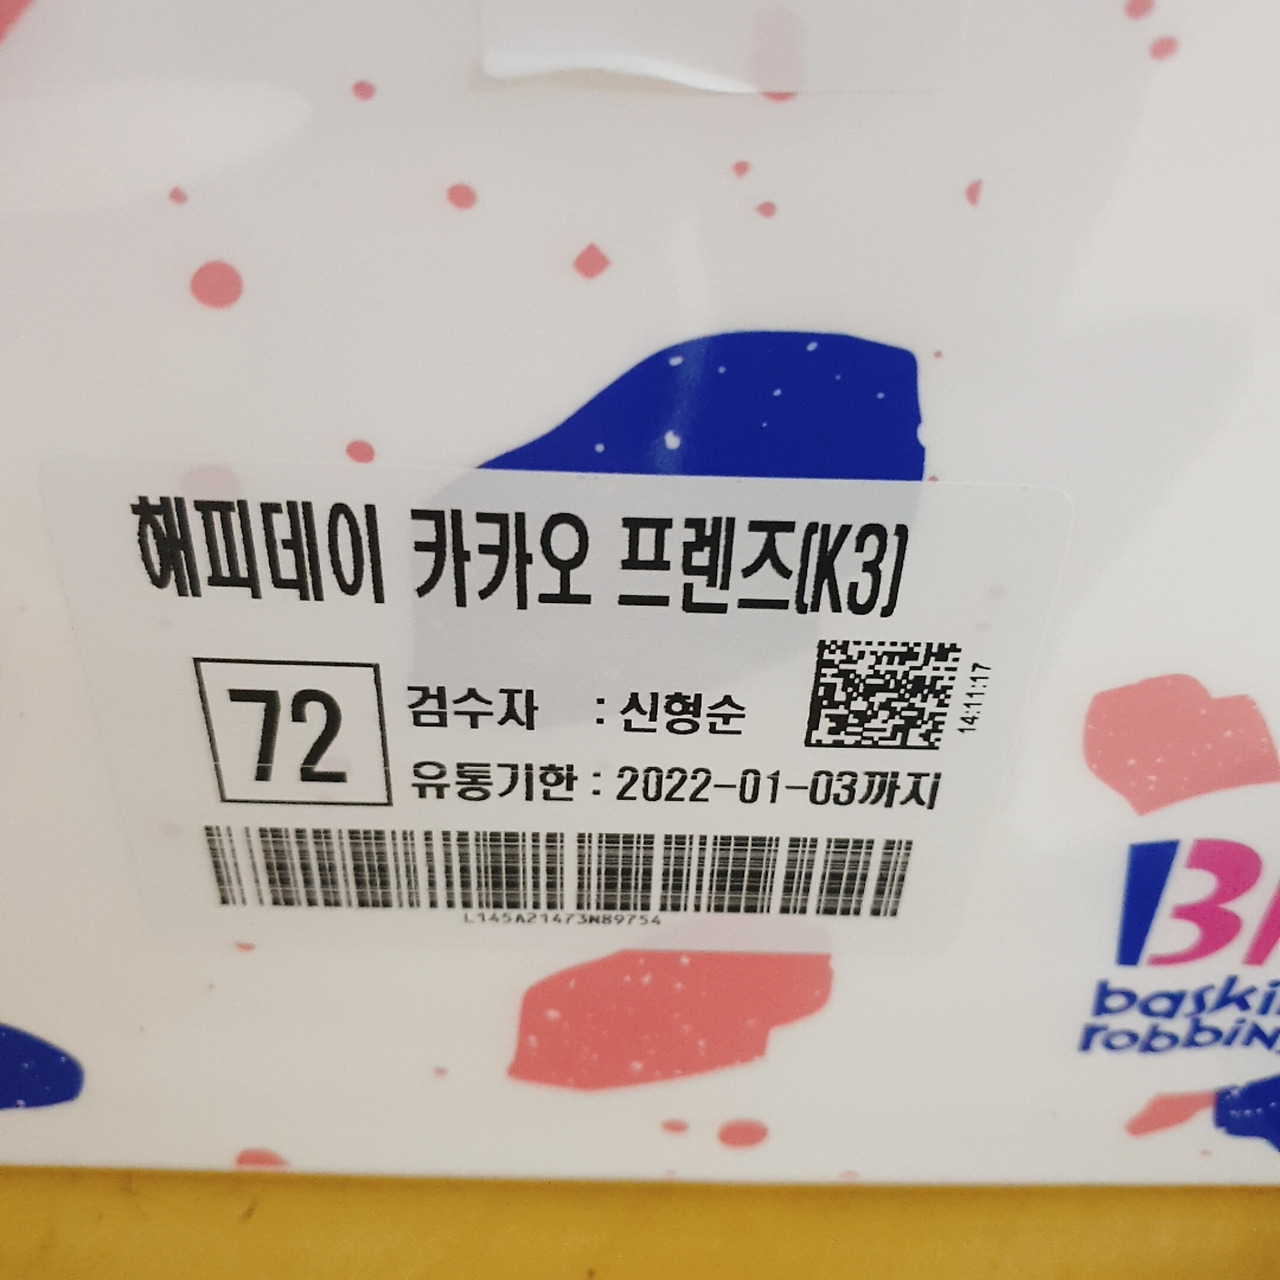 해피데이 카카오 프렌즈(K3)
72
검수자 : 신형순
14:11:17
유통기한 : 2022-01-03까지
L145A21473N89754
BR
baskin
robbins